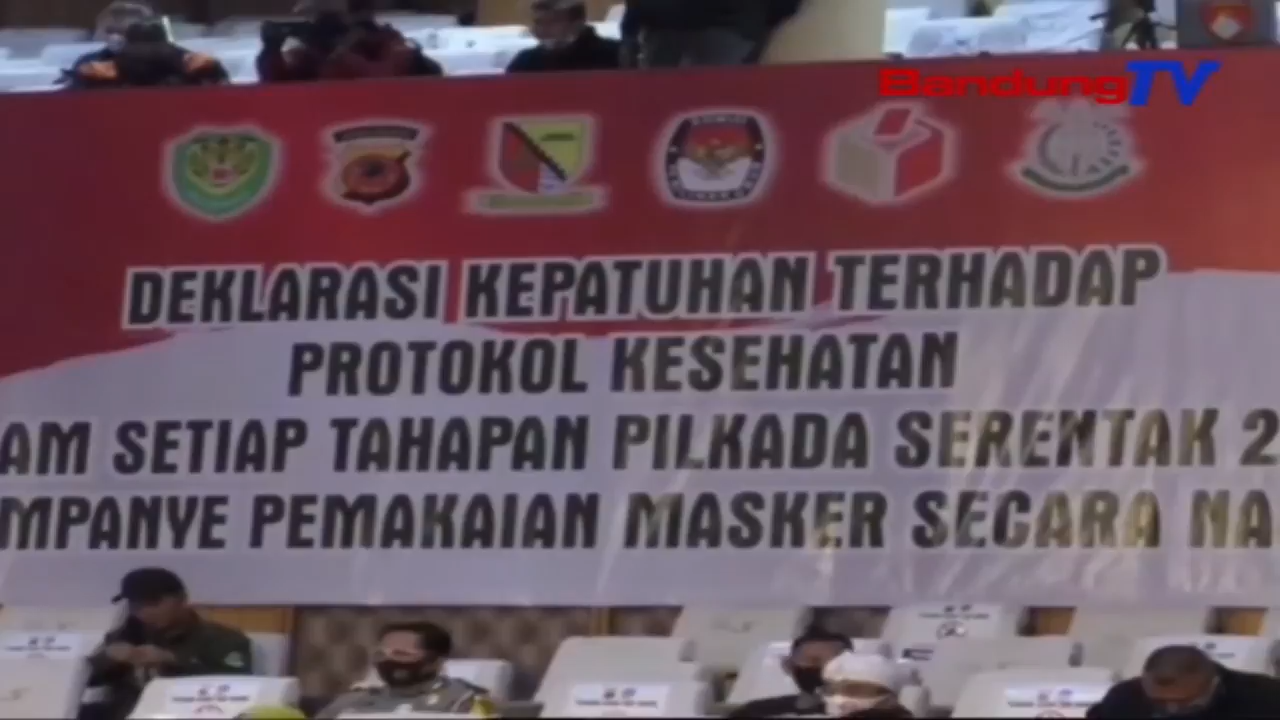 BandungTV
DEKLARASI KEPATUHAN TERHADAP
PROTOKOL KESEHATAN
AM SETIAP TAHAPAN PILKADA SERENTAK 2
MPANYE PEMAKAIAN MASKER SECARA NA